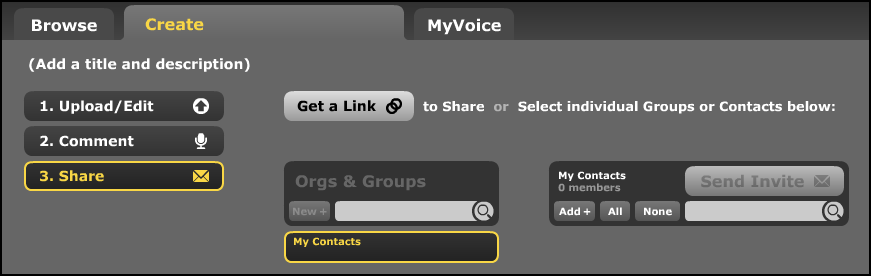 Browse
Create
MyVoice
(Add a title and description)
1. Upload/Edit
2. Comment
3. Share
Get a Link to Share or Select individual Groups or Contacts below:
Orgs & Groups
New +
My Contacts
My Contacts
0 members
Send Invite
Add + All None